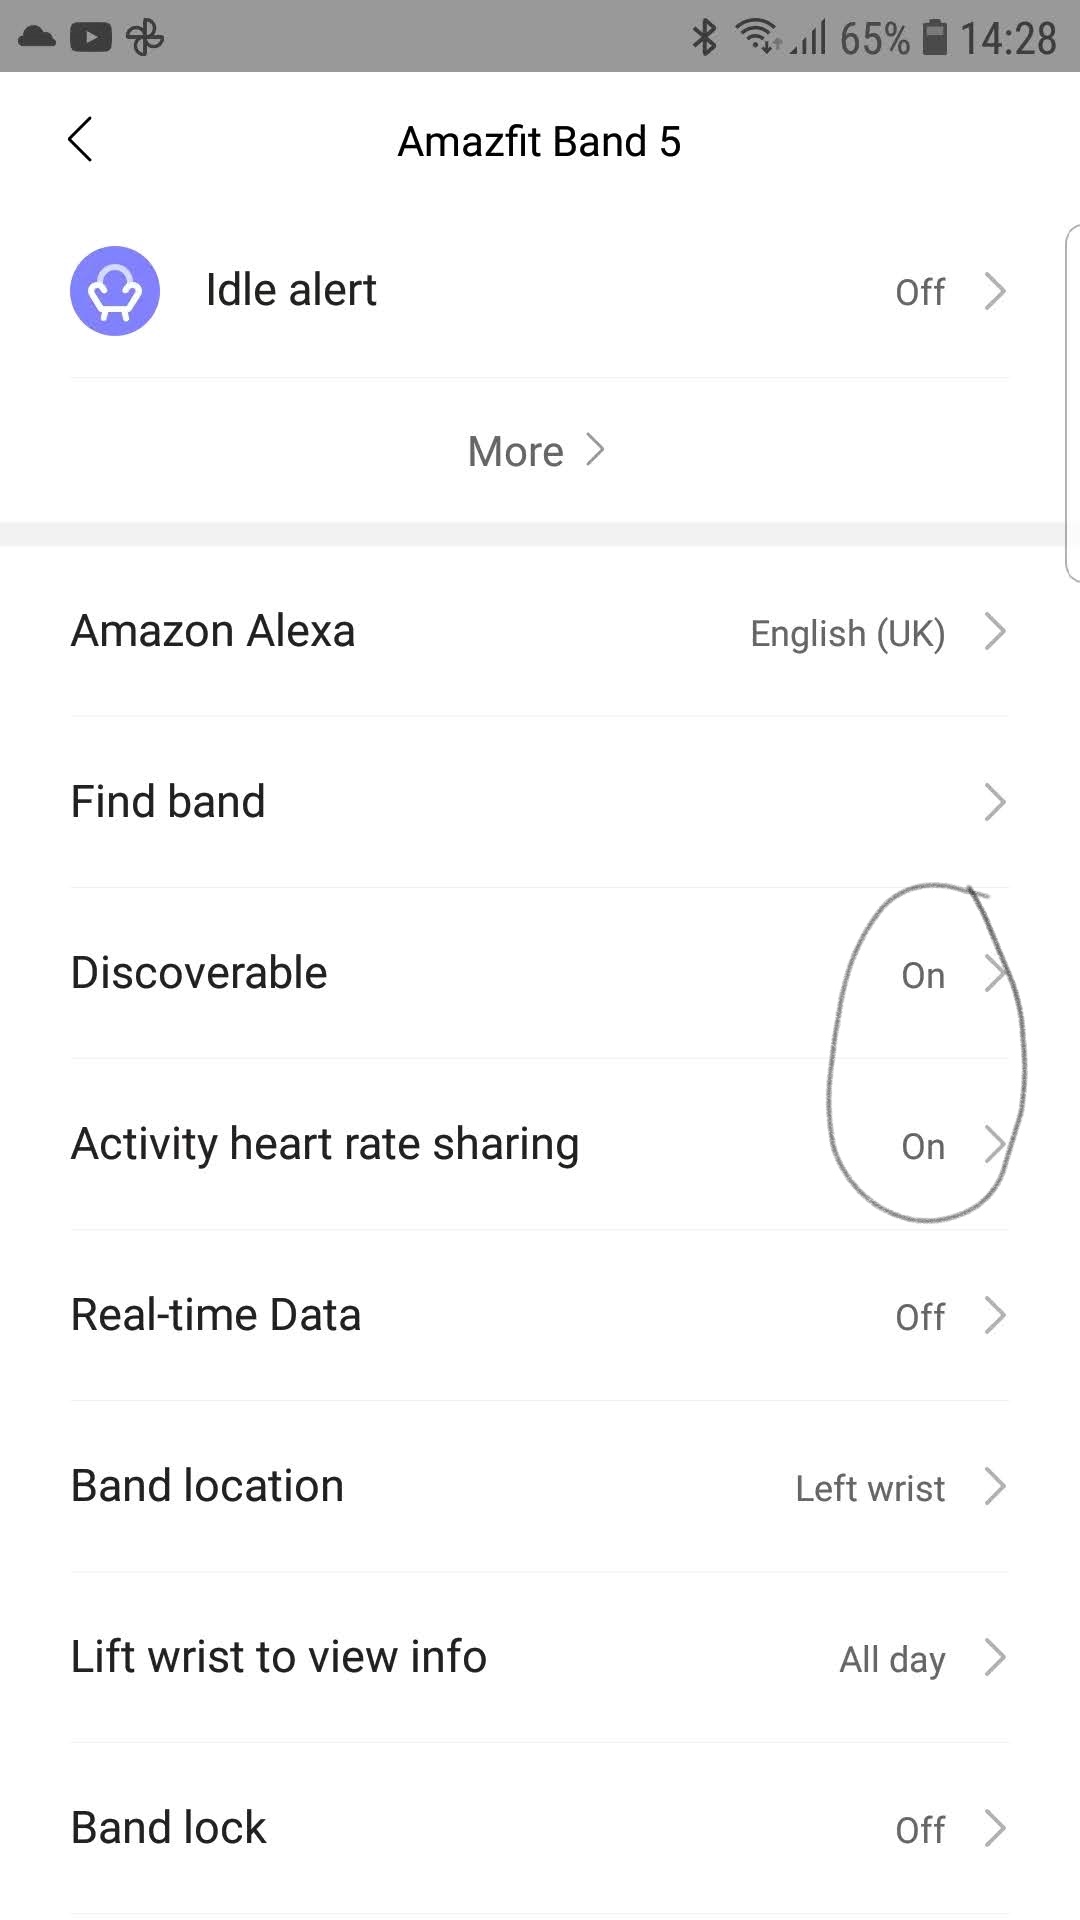 65% 14:28
Amazfit Band 5
Idle alert Off
More
Amazon Alexa English (UK)
Find band
Discoverable On
Activity heart rate sharing On
Real-time Data Off
Band location Left wrist
Lift wrist to view info All day
Band lock Off